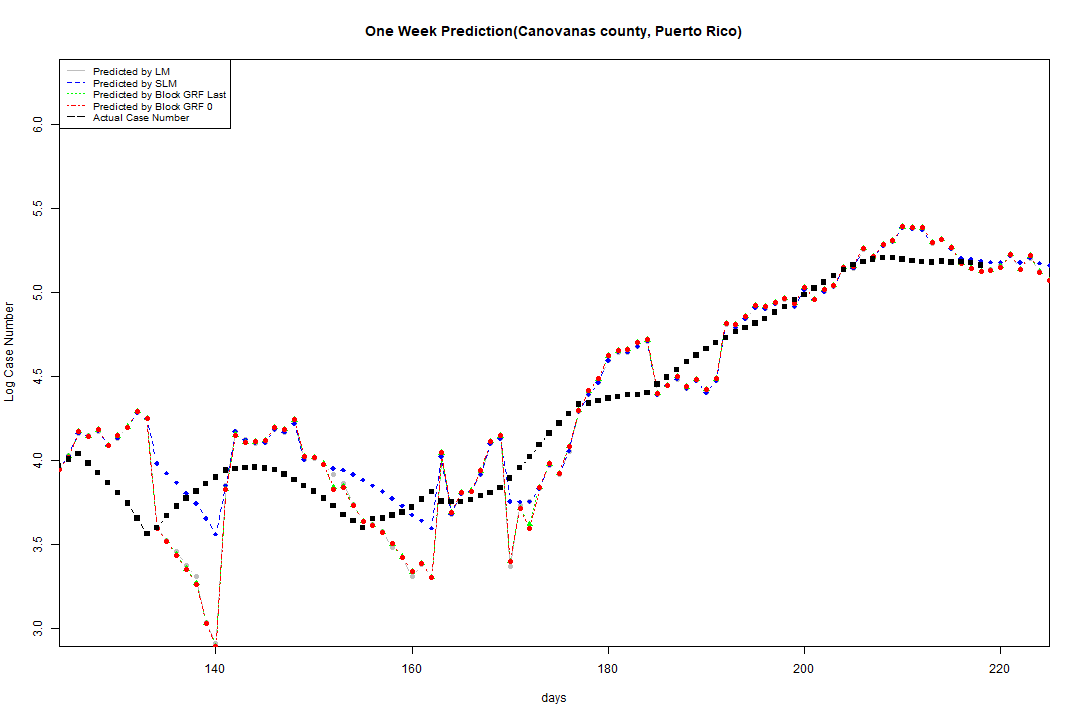 One Week Prediction(Canovanas county, Puerto Rico)
Predicted by LM
Predicted by SLM
Predicted by Block GRF Last
Predicted by Block GRF 0
Actual Case Number
6.0
5.5
5.0
4.5
4.0
3.5
3.0
Log Case Number
140
160
180
200
220
days